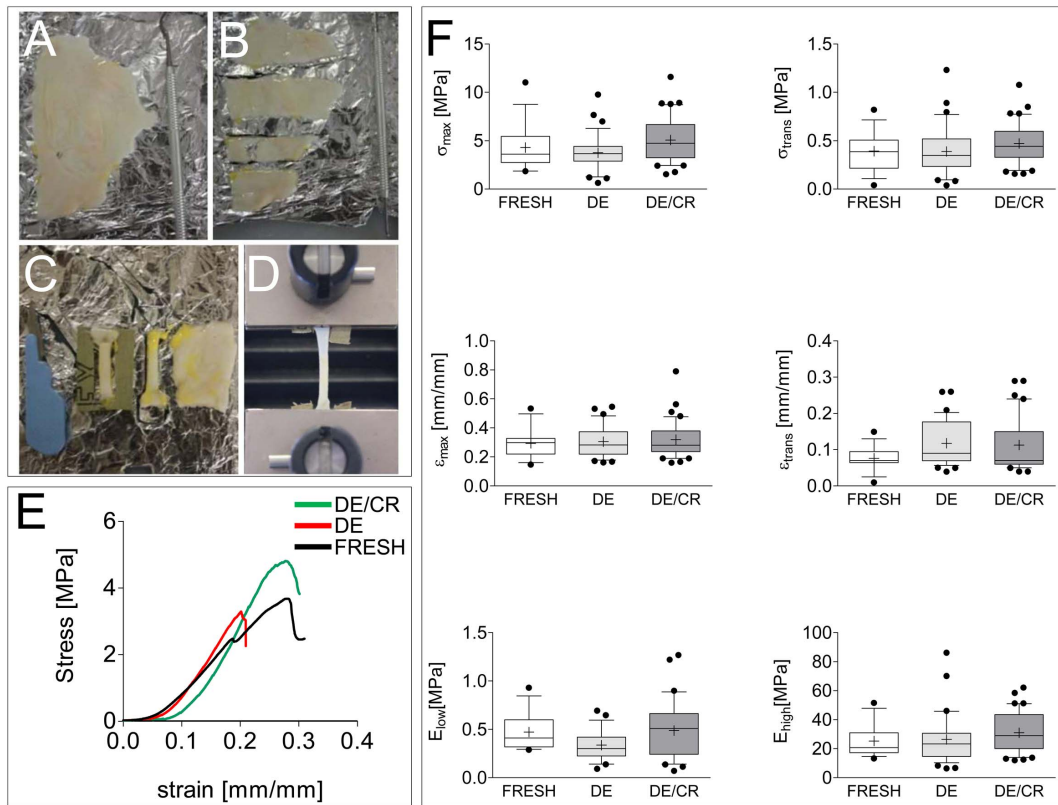 A
B
C
D
E
DE/CR
DE
FRESH
Stress [MPa]
6
4
2
0
0.0 0.1 0.2 0.3 0.4
strain [mm/mm]
F
σmax [MPa]
15
10
5
0
FRESH DE DE/CR
σtrans [MPa]
1.5
1.0
0.5
0.0
FRESH DE DE/CR
εmax [mm/mm]
1.0
0.8
0.6
0.4
0.2
0.0
FRESH DE DE/CR
εtrans [mm/mm]
0.4
0.3
0.2
0.1
0.0
FRESH DE DE/CR
Elow[MPa]
1.5
1.0
0.5
0.0
FRESH DE DE/CR
Ehigh[MPa]
100
80
60
40
20
0
FRESH DE DE/CR